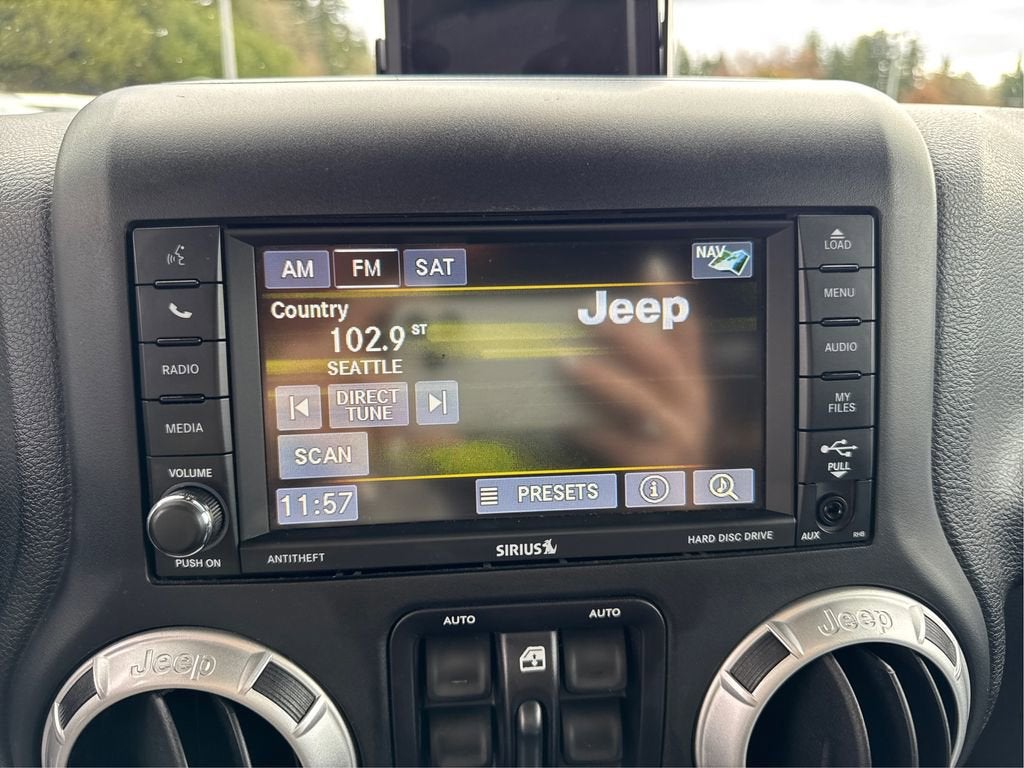 AM FM SAT NAV
Country Jeep
102.9 ST
SEATTLE
DIRECT
TUNE
SCAN
11:57 PRESETS
RADIO
MEDIA
VOLUME
PUSH ON
LOAD
MENU
AUDIO
MY
FILES
PULL
AUX RHB
ANTITHEFT SIRIUS HARD DISC DRIVE
AUTO AUTO
Jeep Jeep